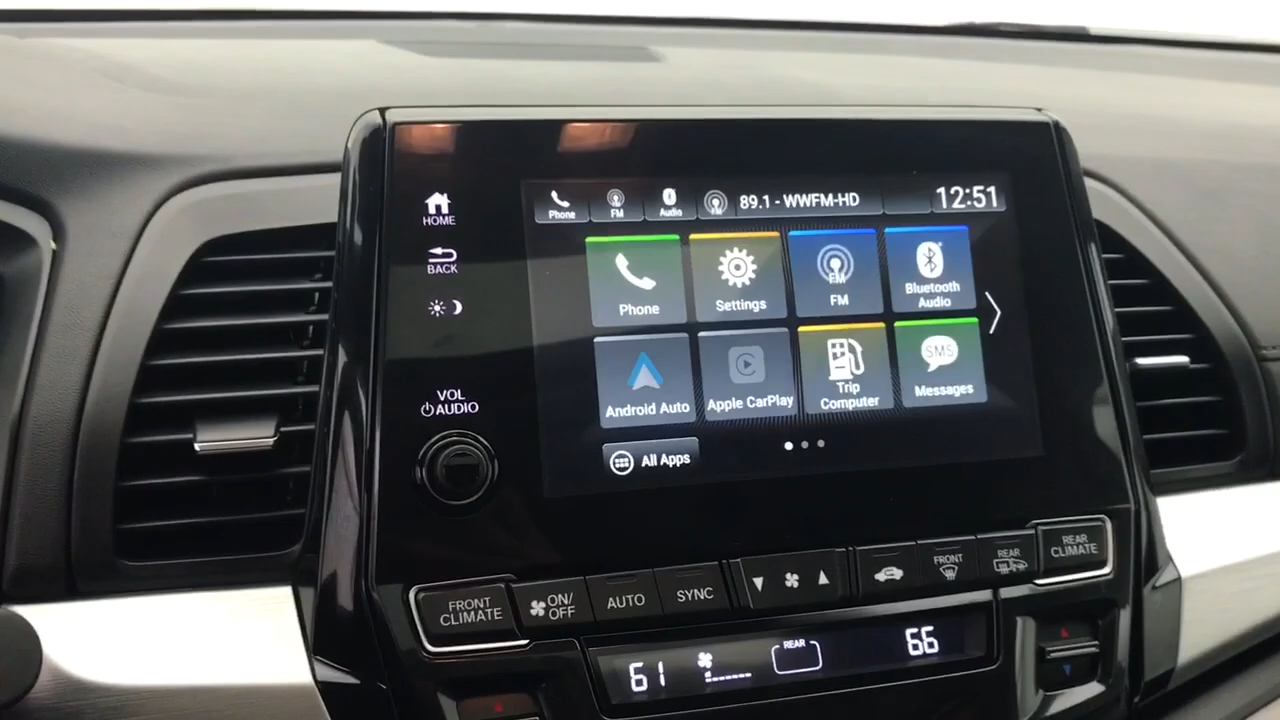 HOME
BACK
VOL
AUDIO
Phone
FM
Audio
89.1 - WWFM-HD
12:51
Phone
Settings
FM
FM
Bluetooth
Audio
Android Auto
Apple CarPlay
Trip
Computer
SMS
Messages
All Apps
FRONT
CLIMATE
ON/
OFF
AUTO
SYNC
FRONT
REAR
REAR
CLIMATE
61
REAR
66